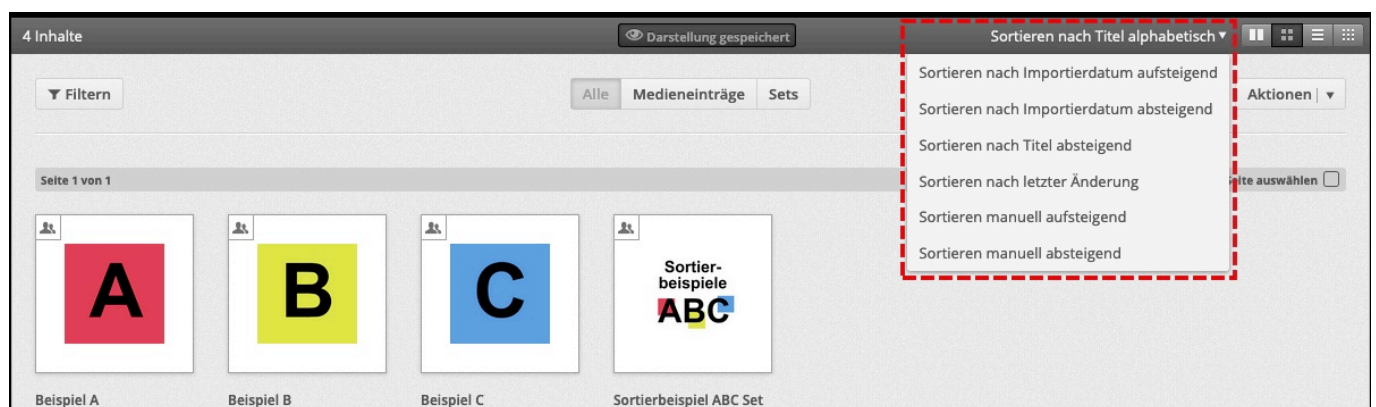 4 Inhalte
Darstellung gespeichert
Sortieren nach Titel alphabetisch
Sortieren nach Importierdatum aufsteigend
Sortieren nach Importierdatum absteigend
Sortieren nach Titel absteigend
Sortieren nach letzter Änderung
Sortieren manuell aufsteigend
Sortieren manuell absteigend
Filtern
Alle Medieneinträge Sets
Aktionen
Seite 1 von 1
auswählen
A
B
C
Sortier-
beispiele
ABC
Beispiel A
Beispiel B
Beispiel C
Sortierbeispiel ABC Set